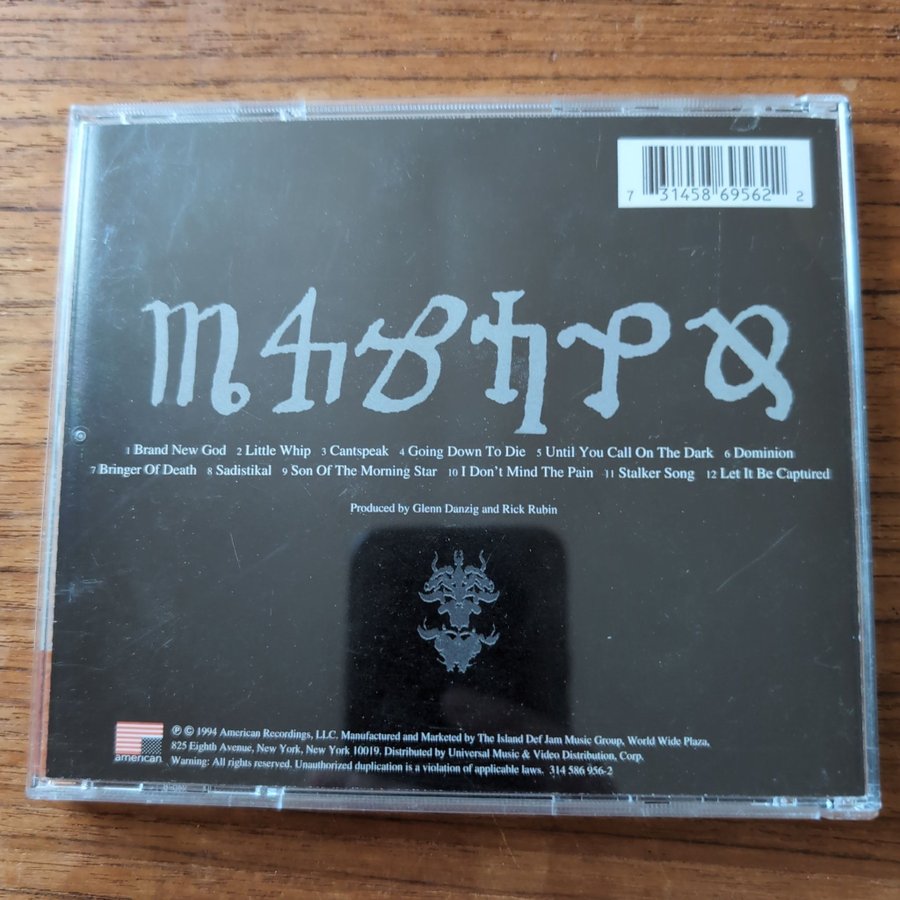 7 31458 69562 2
1 Brand New God 2 Little Whip 3 Cantspeak 4 Going Down To Die 5 Until You Call On The Dark 6 Dominion
7 Bringer Of Death 8 Sadistikal 9 Son Of The Morning Star 10 I Don't Mind The Pain 11 Stalker Song 12 Let It Be Captured
Produced by Glenn Danzig and Rick Rubin
℗ © 1994 American Recordings, LLC. Manufactured and Marketed by The Island Def Jam Music Group, World Wide Plaza,
825 Eighth Avenue, New York, New York 10019. Distributed by Universal Music & Video Distribution, Corp.
Warning: All rights reserved. Unauthorized duplication is a violation of applicable laws. 314 586 956-2
american